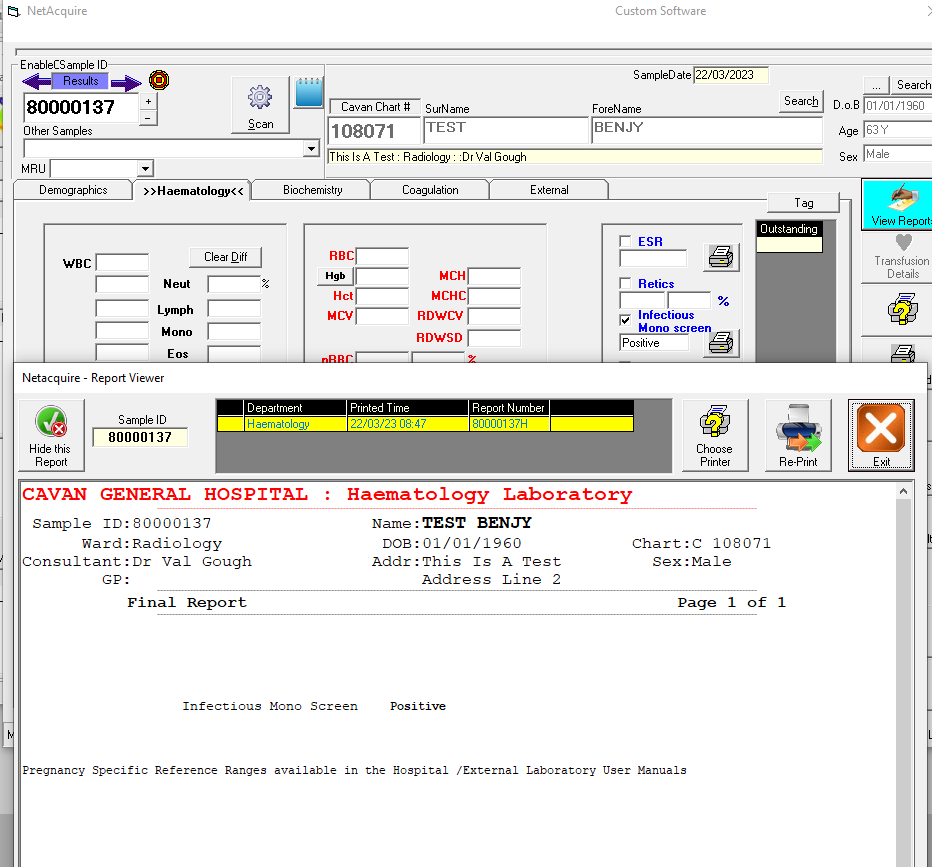 NetAcquire Custom Software
EnableCSample ID
Results
80000137
+
-
Scan
Other Samples
MRU
SampleDate 22/03/2023
Cavan Chart # SurName ForeName Search
108071 TEST BENJY
This Is A Test : Radiology : :Dr Val Gough
... Search
D.o.B 01/01/1960
Age 63Y
Sex Male
Demographics >>Haematology<< Biochemistry Coagulation External
Tag
View Report
Outstanding
Transfusion
Details
WBC Clear Diff
Neut %
Lymph
Mono
Eos
RBC
Hgb MCH
Hct MCHC
MCV RDWCV
RDWSD
nRBC %
ESR
Retics
%
Infectious
Mono screen
Positive
Netacquire - Report Viewer
Hide this
Report
Sample ID
80000137
Department Printed Time Report Number
Haematology 22/03/23 08:47 80000137H
Choose
Printer
Re-Print
Exit
CAVAN GENERAL HOSPITAL : Haematology Laboratory
Sample ID:80000137 Name:TEST BENJY
Ward:Radiology DOB:01/01/1960 Chart:C 108071
Consultant:Dr Val Gough Addr:This Is A Test Sex:Male
GP: Address Line 2
Final Report Page 1 of 1
Infectious Mono Screen Positive
Pregnancy Specific Reference Ranges available in the Hospital /External Laboratory User Manuals